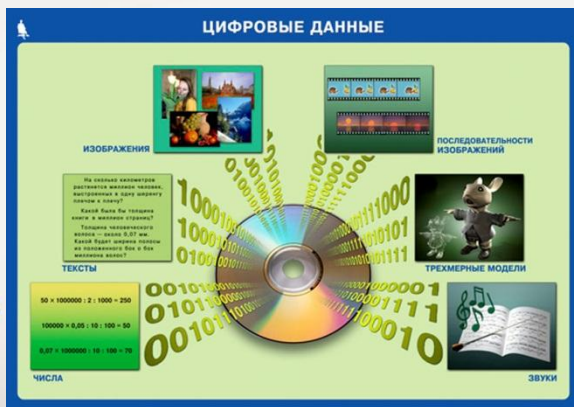 ЦИФРОВЫЕ ДАННЫЕ
ИЗОБРАЖЕНИЯ
ПОСЛЕДОВАТЕЛЬНОСТИ
ИЗОБРАЖЕНИЙ
На сколько километров
растянется миллион человек,
выстроенных в одну шеренгу
плечом к плечу?
Какой была бы толщина
книги в миллион страниц?
Толщина человеческого
волоса — около 0,07 мм.
Какой будет ширина полосы
из положенных бок о бок
миллиона волос?
ТЕКСТЫ
ТРЕХМЕРНЫЕ МОДЕЛИ
50 × 1000000 : 2 : 1000 = 250
100000 × 0,05 : 10 : 100 = 50
0,07 × 1000000 : 10 : 100 = 70
ЧИСЛА
ЗВУКИ